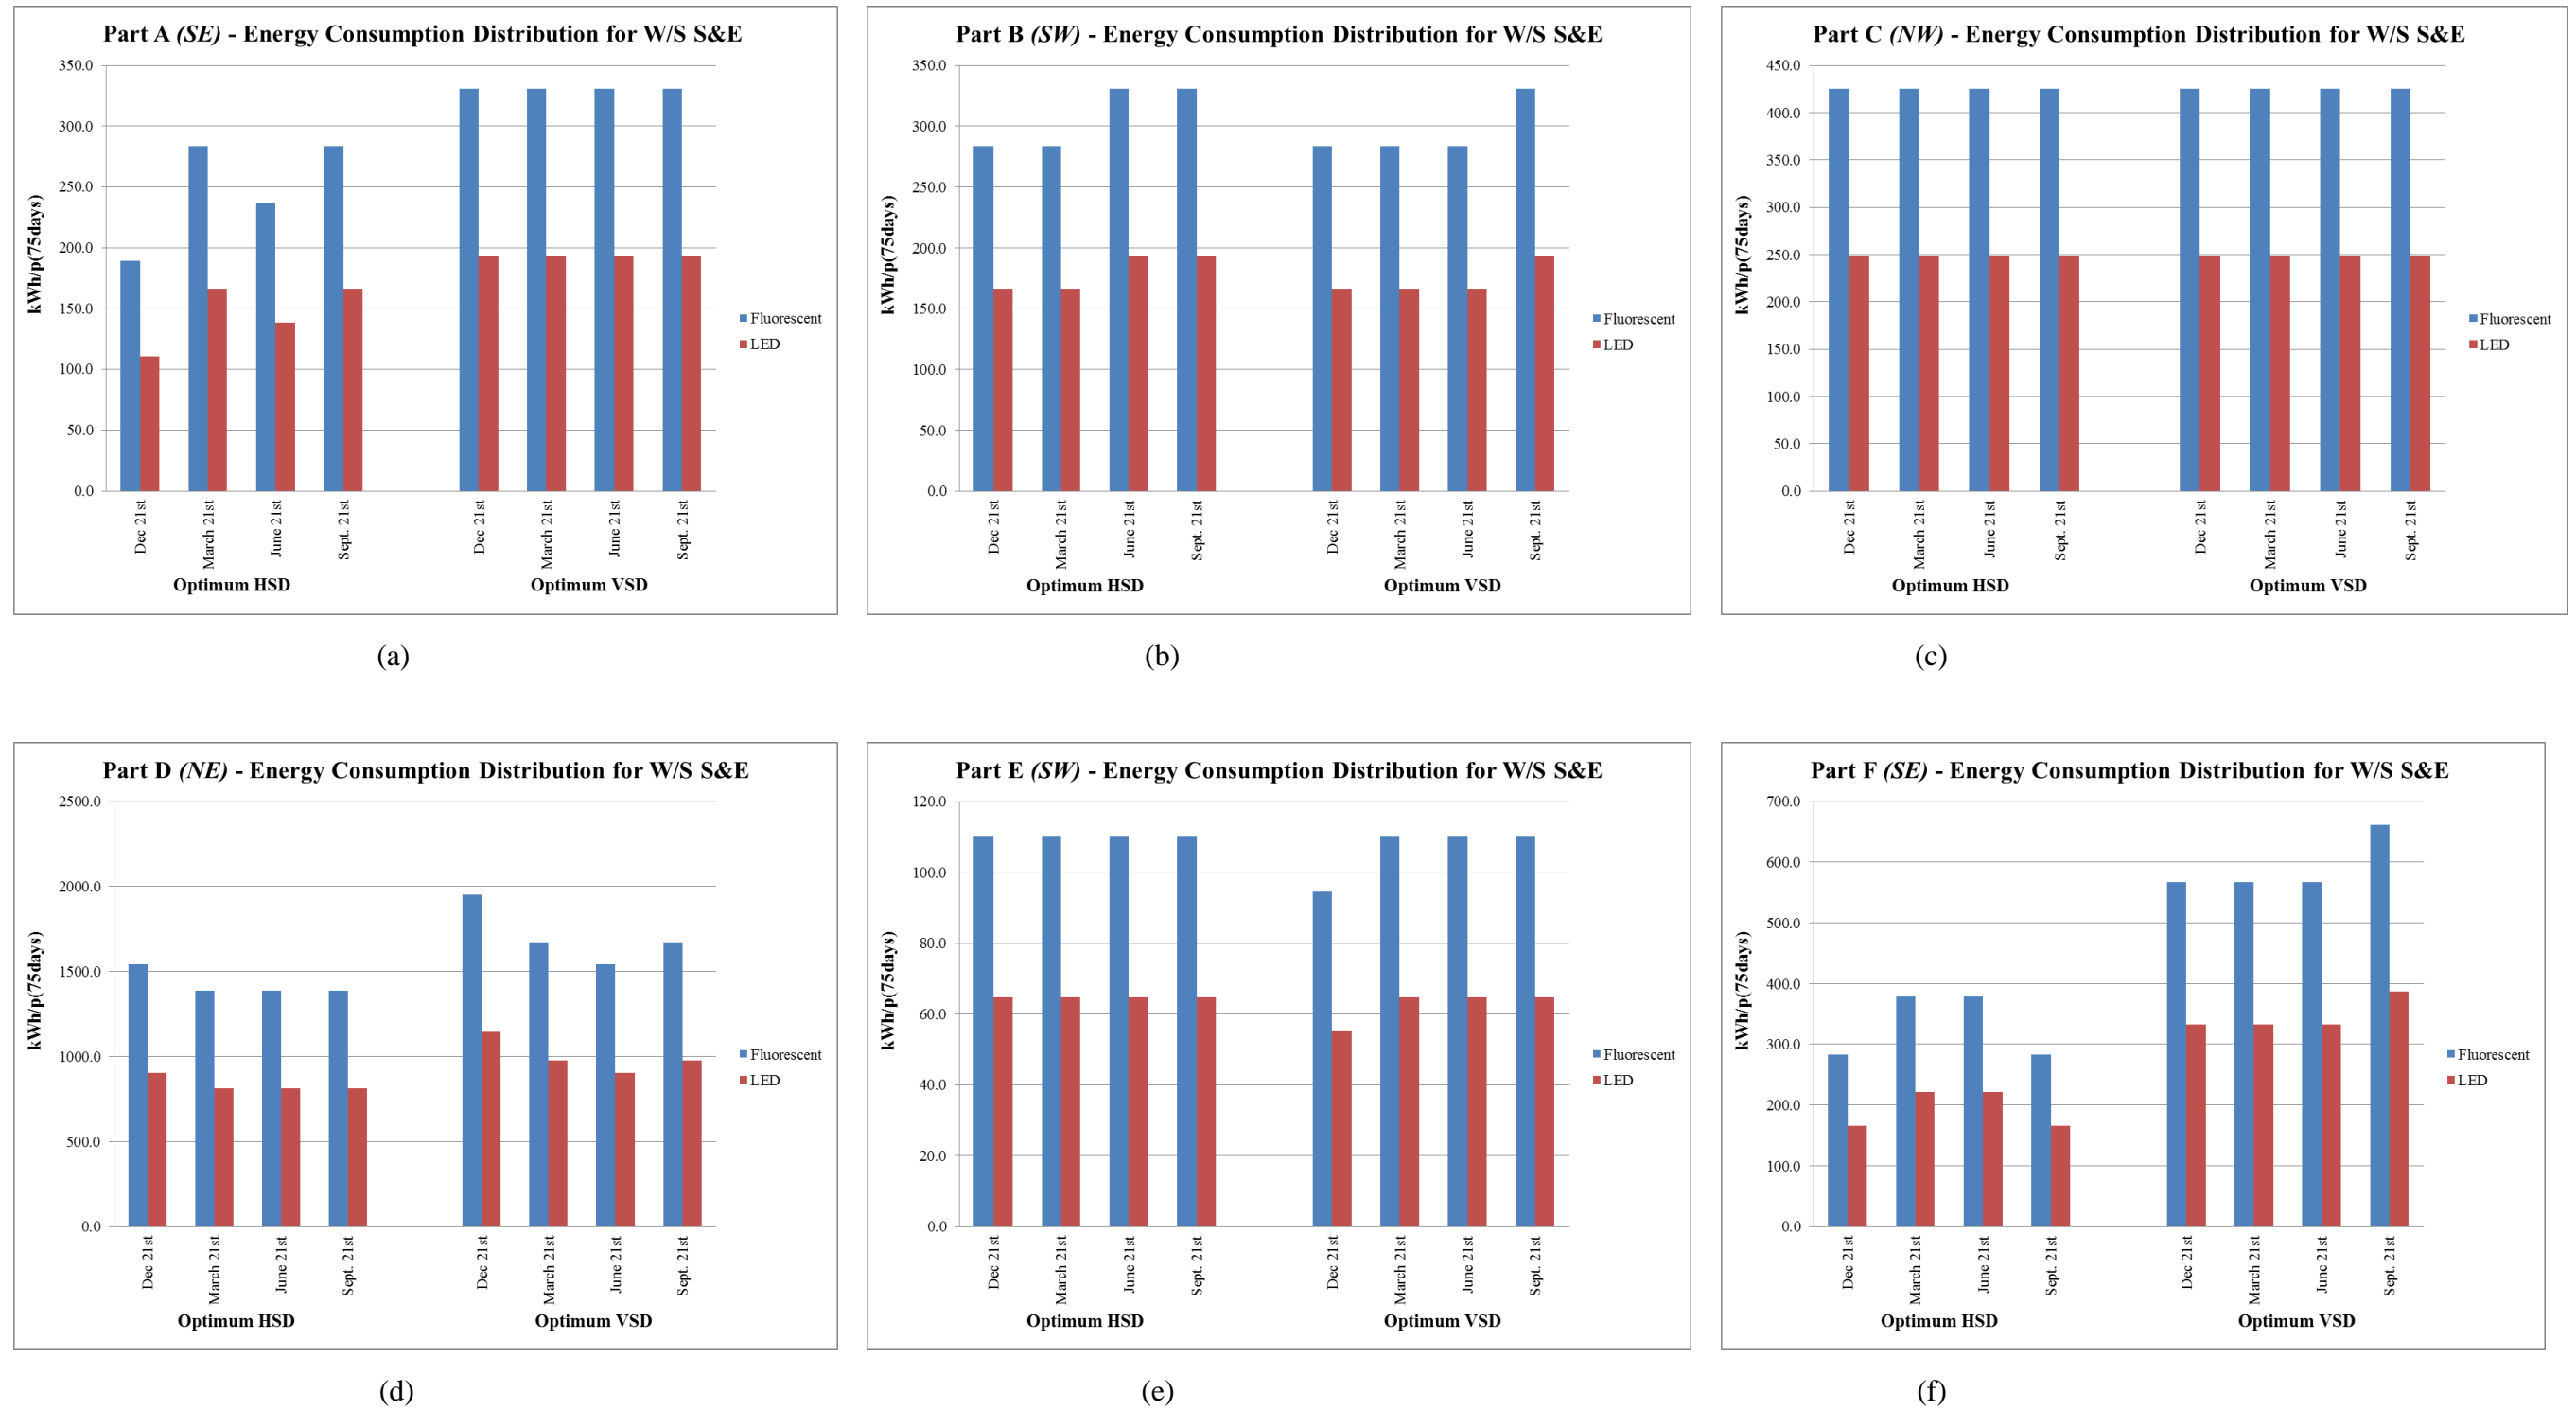 Part A (SE) - Energy Consumption Distribution for W/S S&E
350.0
300.0
250.0
200.0
150.0
100.0
50.0
0.0
kWh/p(75days)
Dec 21st
March 21st
June 21st
Sept. 21st
Dec 21st
March 21st
June 21st
Sept. 21st
Optimum HSD
Optimum VSD
Fluorescent
LED
(a)
Part B (SW) - Energy Consumption Distribution for W/S S&E
350.0
300.0
250.0
200.0
150.0
100.0
50.0
0.0
kWh/p(75days)
Dec 21st
March 21st
June 21st
Sept. 21st
Dec 21st
March 21st
June 21st
Sept. 21st
Optimum HSD
Optimum VSD
Fluorescent
LED
(b)
Part C (NW) - Energy Consumption Distribution for W/S S&E
450.0
400.0
350.0
300.0
250.0
200.0
150.0
100.0
50.0
0.0
kWh/p(75days)
Dec 21st
March 21st
June 21st
Sept. 21st
Dec 21st
March 21st
June 21st
Sept. 21st
Optimum HSD
Optimum VSD
Fluorescent
LED
(c)
Part D (NE) - Energy Consumption Distribution for W/S S&E
2500.0
2000.0
1500.0
1000.0
500.0
0.0
kWh/p(75days)
Dec 21st
March 21st
June 21st
Sept. 21st
Dec 21st
March 21st
June 21st
Sept. 21st
Optimum HSD
Optimum VSD
Fluorescent
LED
(d)
Part E (SW) - Energy Consumption Distribution for W/S S&E
120.0
100.0
80.0
60.0
40.0
20.0
0.0
kWh/p(75days)
Dec 21st
March 21st
June 21st
Sept. 21st
Dec 21st
March 21st
June 21st
Sept. 21st
Optimum HSD
Optimum VSD
Fluorescent
LED
(e)
Part F (SE) - Energy Consumption Distribution for W/S S&E
700.0
600.0
500.0
400.0
300.0
200.0
100.0
0.0
kWh/p(75days)
Dec 21st
March 21st
June 21st
Sept. 21st
Dec 21st
March 21st
June 21st
Sept. 21st
Optimum HSD
Optimum VSD
Fluorescent
LED
(f)